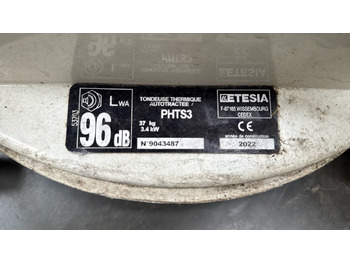 LWA
96 dB
TONDEUSE THERMIQUE
AUTOTRACTEE /
PHTS3
37 kg
3.4 kW
N°9043487
ETESIA
F-67165 WISSEMBOURG
CEDEX
CE
année de construction
2022